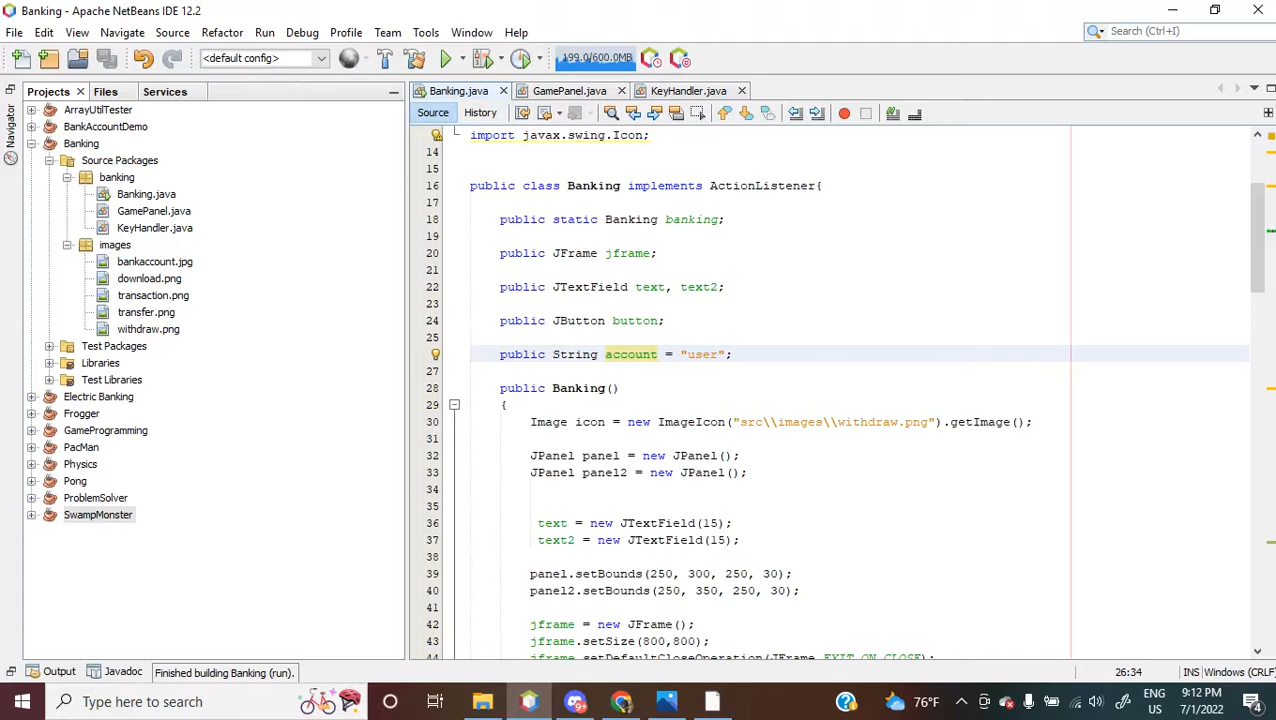 Banking - Apache NetBeans IDE 12.2
File Edit View Navigate Source Refactor Run Debug Profile Team Tools Window Help
Search (Ctrl+I)
<default config>
199.0/600.0MB
Projects
Files
Services
Navigator
ArrayUtilTester
BankAccountDemo
Banking
Source Packages
banking
Banking.java
GamePanel.java
KeyHandler.java
images
bankaccount.jpg
download.png
transaction.png
transfer.png
withdraw.png
Test Packages
Libraries
Test Libraries
Electric Banking
Frogger
GameProgramming
PacMan
Physics
Pong
ProblemSolver
SwampMonster
Banking.java
GamePanel.java
KeyHandler.java
Source
History
import javax.swing.Icon;
14
15
16 public class Banking implements ActionListener{
17
18 public static Banking banking;
19
20 public JFrame jframe;
21
22 public JTextField text, text2;
23
24 public JButton button;
25
public String account = "user";
27
28 public Banking()
29 {
30 Image icon = new ImageIcon("src\\images\\withdraw.png").getImage();
31
32 JPanel panel = new JPanel();
33 JPanel panel2 = new JPanel();
34
35
36 text = new JTextField(15);
37 text2 = new JTextField(15);
38
39 panel.setBounds(250, 300, 250, 30);
40 panel2.setBounds(250, 350, 250, 30);
41
42 jframe = new JFrame();
43 jframe.setSize(800,800);
44 jframe.setDefaultCloseOperation(JFrame.EXIT_ON_CLOSE);
Output
Javadoc
Finished building Banking (run).
26:34
INS
Windows (CRLF)
Type here to search
76°F
ENG
US
9:12 PM
7/1/2022
4